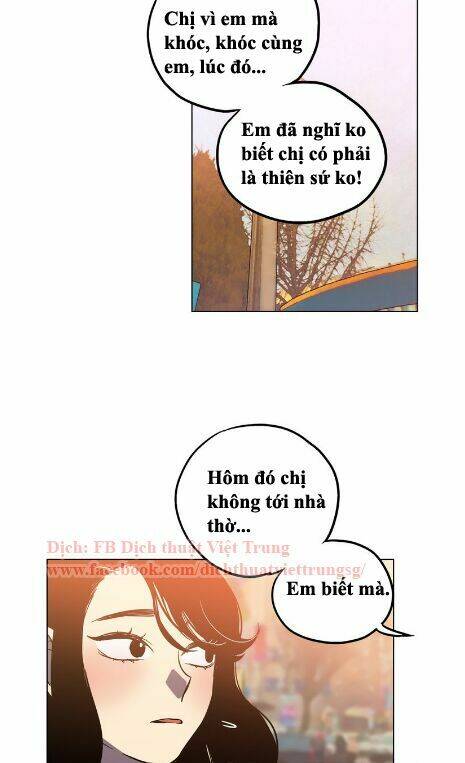 Chị vì em mà
khóc, khóc cùng
em, lúc đó...
Em đã nghĩ ko
biết chị có phải
là thiên sứ ko!
Hôm đó chị
không tới nhà
thờ...
Dịch: FB Dịch thuật Việt Trung
www.facebook.com/dichthuatviettrungsg/
Em biết mà.